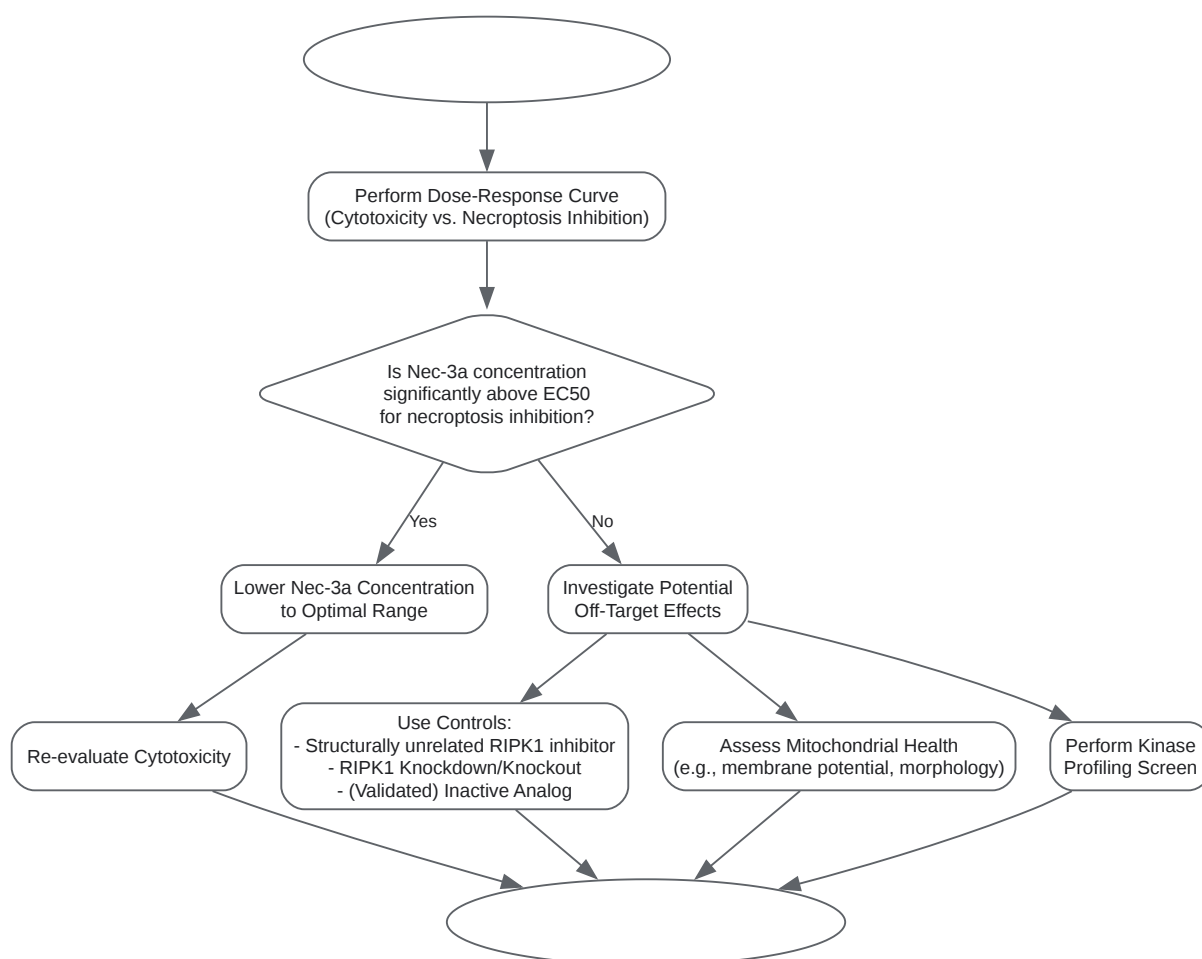 Perform Dose-Response Curve
(Cytotoxicity vs. Necroptosis Inhibition)
Is Nec-3a concentration
significantly above EC50
for necroptosis inhibition?
Yes
No
Lower Nec-3a Concentration
to Optimal Range
Investigate Potential
Off-Target Effects
Re-evaluate Cytotoxicity
Use Controls:
- Structurally unrelated RIPK1 inhibitor
- RIPK1 Knockdown/Knockout
- (Validated) Inactive Analog
Assess Mitochondrial Health
(e.g., membrane potential, morphology)
Perform Kinase
Profiling Screen